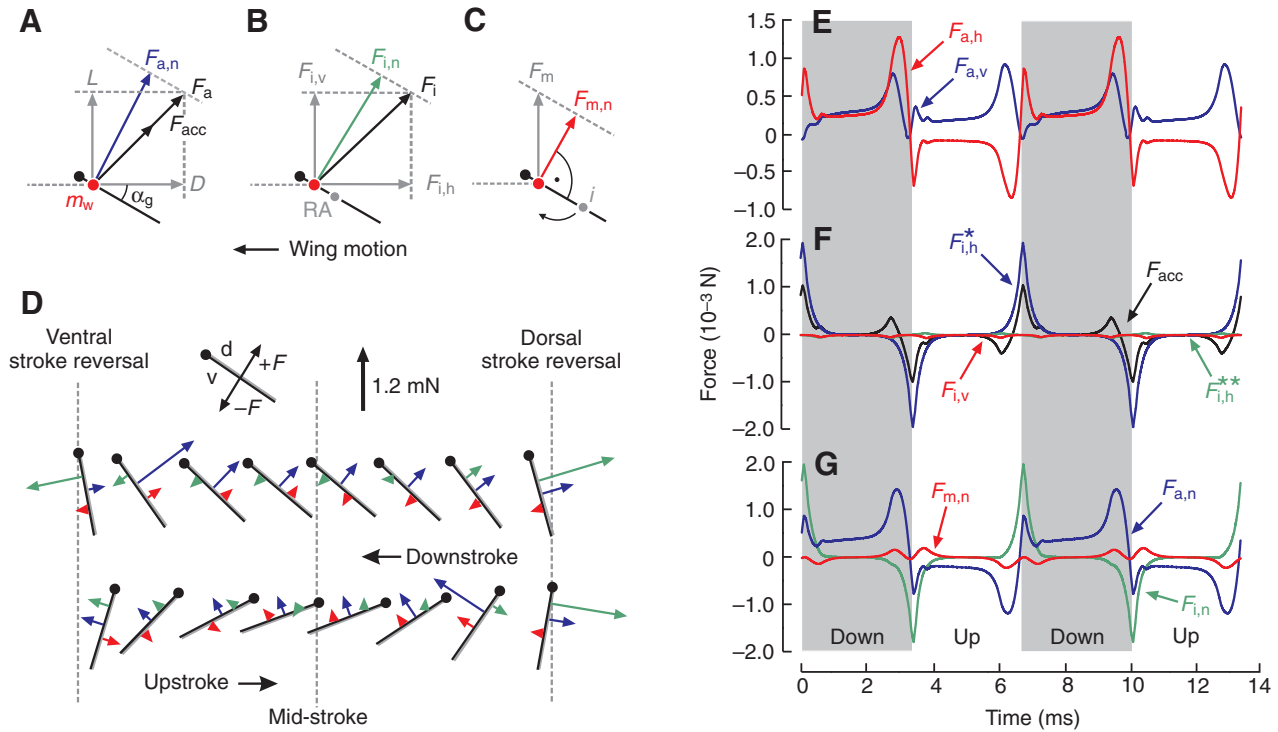 A
F_a,n
L
F_a
F_acc
D
α_g
m_w
B
F_i,n
F_i,v
F_i
F_i,h
RA
C
F_m
F_m,n
i
Wing motion
D
Ventral
stroke reversal
d
v
+F
–F
1.2 mN
Dorsal
stroke reversal
Downstroke
Upstroke
Mid-stroke
E
F_a,h
F_a,v
1.5
1.0
0.5
0
–0.5
–1.0
F
F_i,h*
F_acc
F_i,v
F_i,h**
2.0
1.0
0
–1.0
–2.0
Force (10⁻³ N)
G
F_m,n
F_a,n
F_i,n
2.0
1.0
0
–1.0
–2.0
Down
Up
Down
Up
0 2 4 6 8 10 12 14
Time (ms)